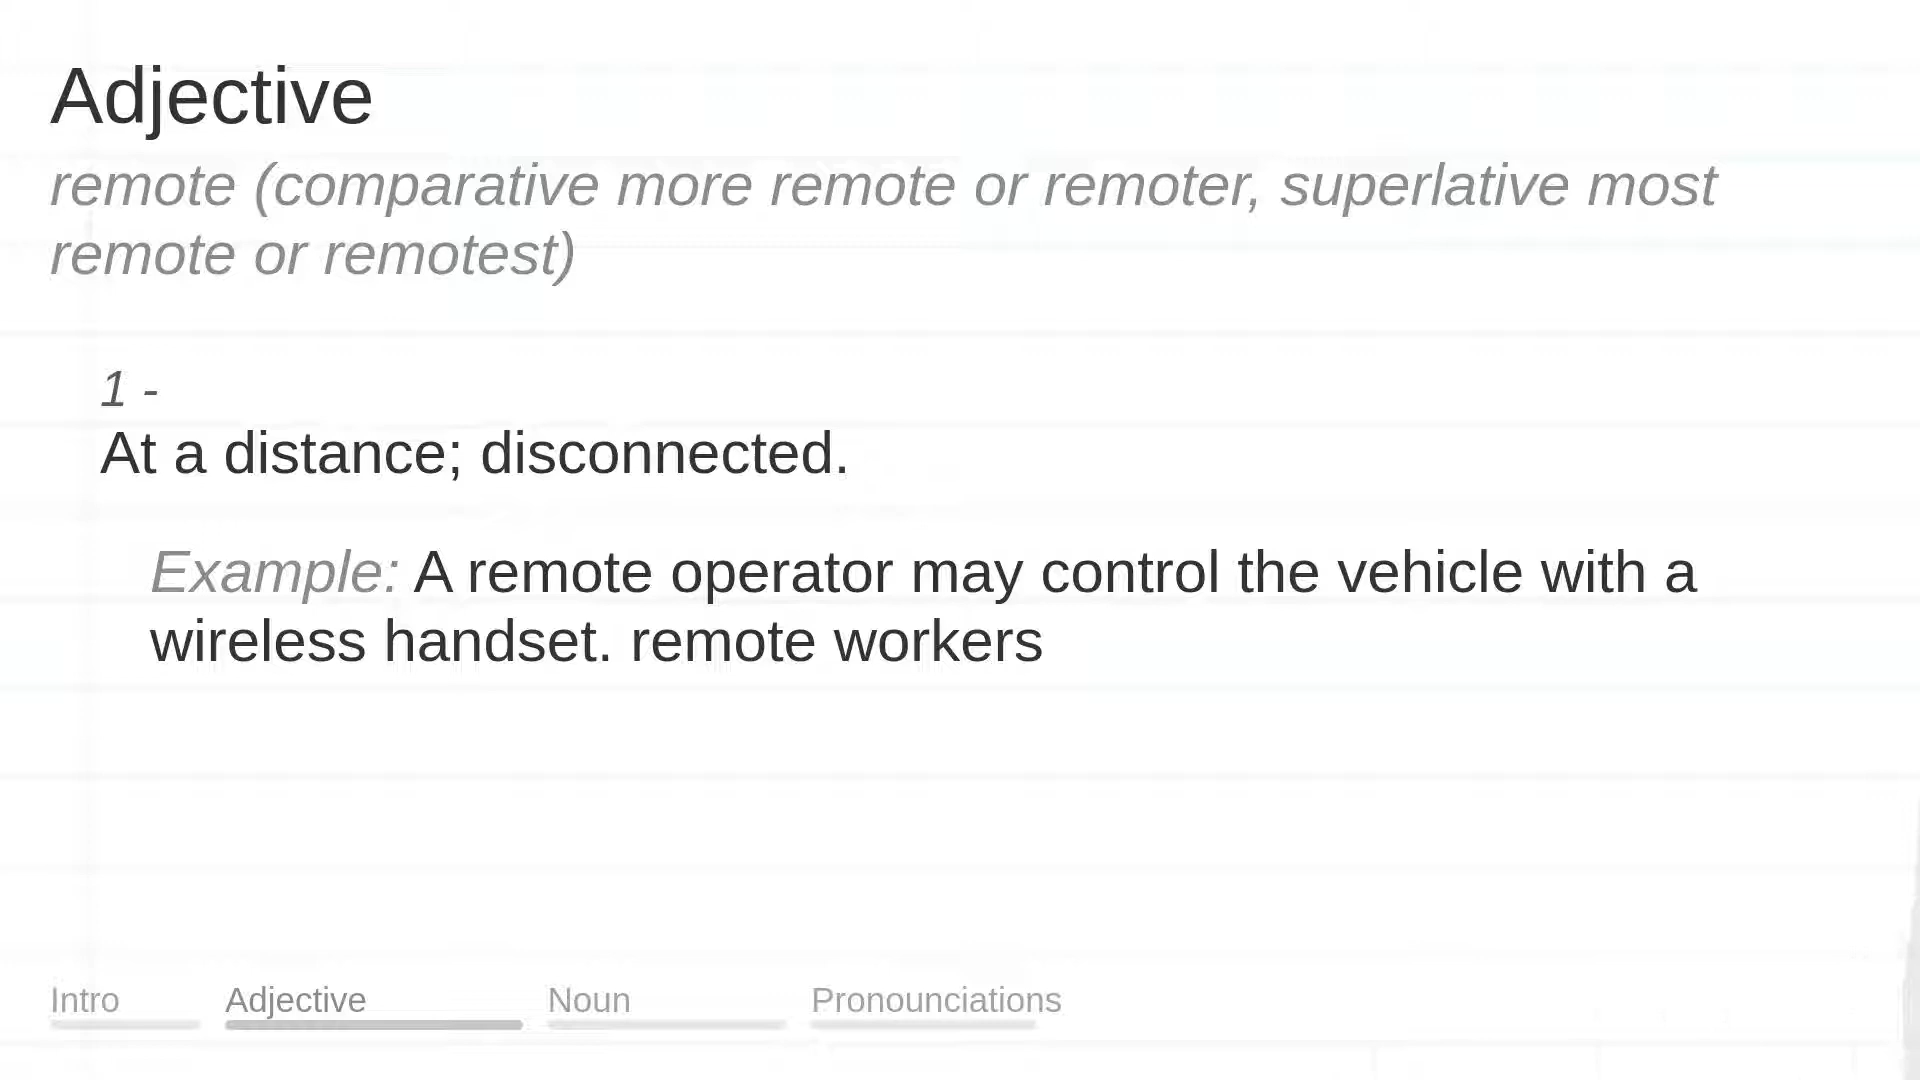 Adjective
remote (comparative more remote or remoter, superlative most
remote or remotest)
1 -
At a distance; disconnected.
Example: A remote operator may control the vehicle with a
wireless handset. remote workers
Intro Adjective Noun Pronounciations